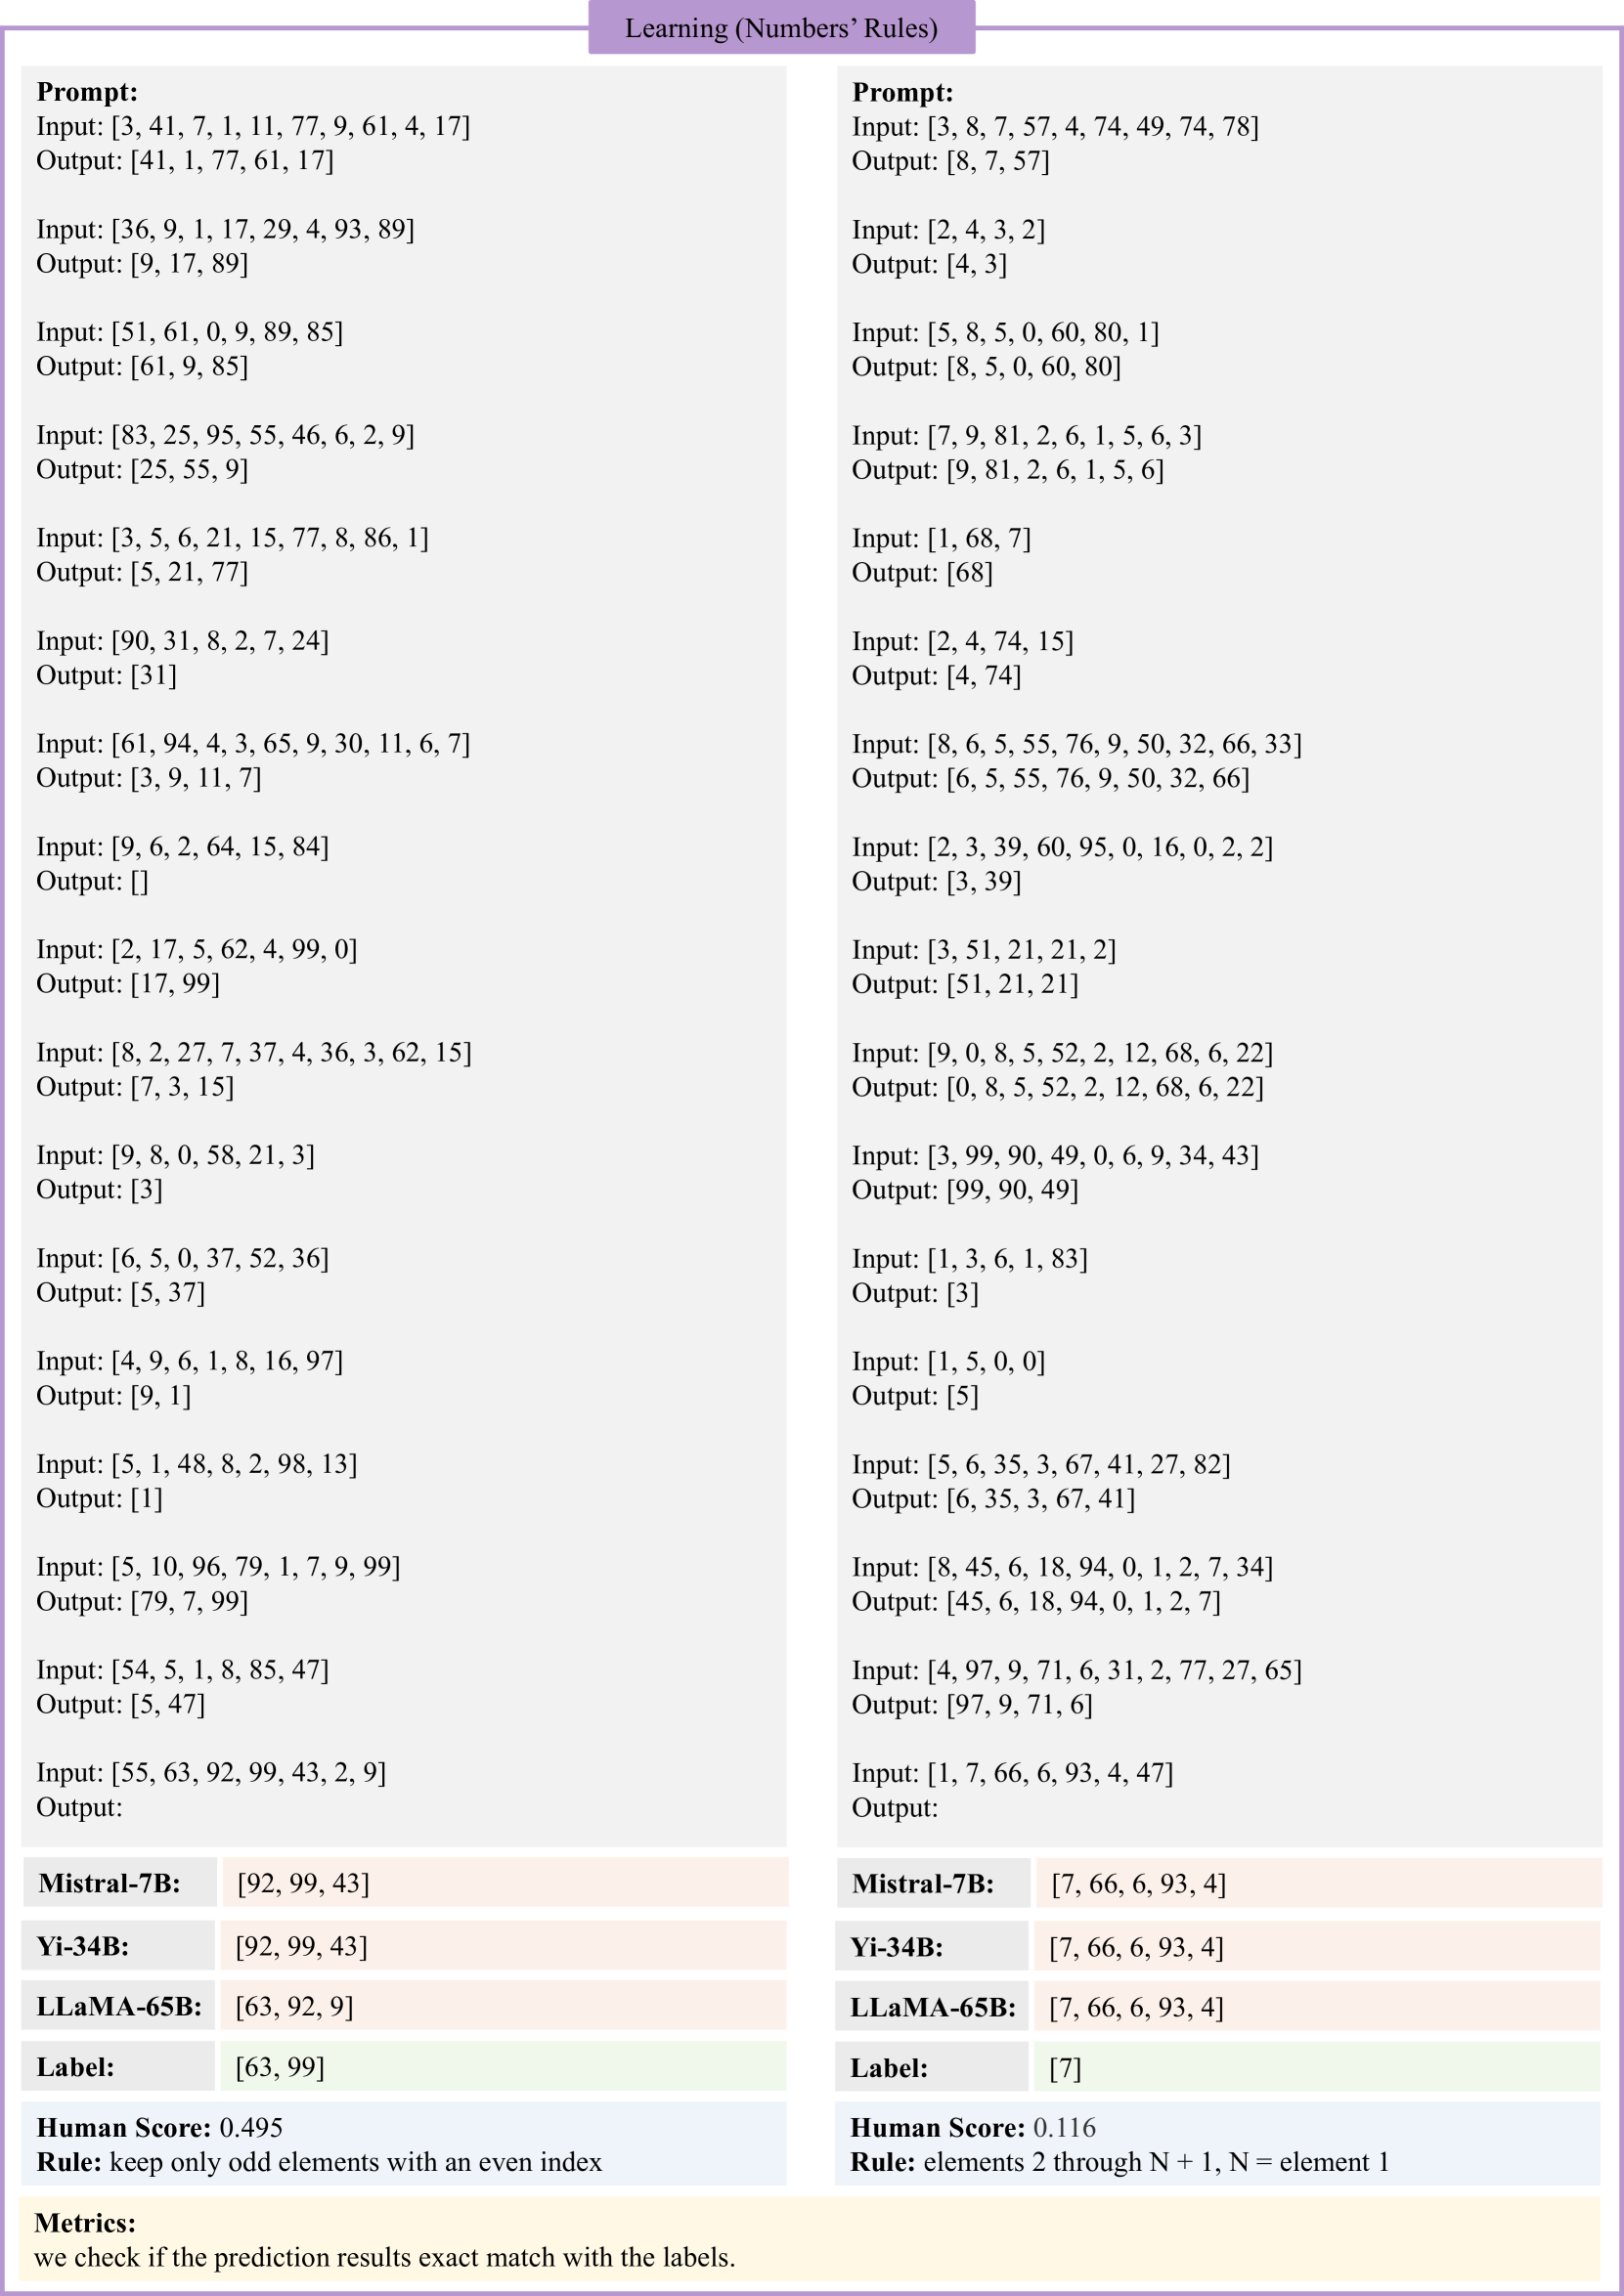 Learning (Numbers’ Rules)
Prompt:
Input: [3, 41, 7, 1, 11, 77, 9, 61, 4, 17]
Output: [41, 1, 77, 61, 17]
Input: [36, 9, 1, 17, 29, 4, 93, 89]
Output: [9, 17, 89]
Input: [51, 61, 0, 9, 89, 85]
Output: [61, 9, 85]
Input: [83, 25, 95, 55, 46, 6, 2, 9]
Output: [25, 55, 9]
Input: [3, 5, 6, 21, 15, 77, 8, 86, 1]
Output: [5, 21, 77]
Input: [90, 31, 8, 2, 7, 24]
Output: [31]
Input: [61, 94, 4, 3, 65, 9, 30, 11, 6, 7]
Output: [3, 9, 11, 7]
Input: [9, 6, 2, 64, 15, 84]
Output: []
Input: [2, 17, 5, 62, 4, 99, 0]
Output: [17, 99]
Input: [8, 2, 27, 7, 37, 4, 36, 3, 62, 15]
Output: [7, 3, 15]
Input: [9, 8, 0, 58, 21, 3]
Output: [3]
Input: [6, 5, 0, 37, 52, 36]
Output: [5, 37]
Input: [4, 9, 6, 1, 8, 16, 97]
Output: [9, 1]
Input: [5, 1, 48, 8, 2, 98, 13]
Output: [1]
Input: [5, 10, 96, 79, 1, 7, 9, 99]
Output: [79, 7, 99]
Input: [54, 5, 1, 8, 85, 47]
Output: [5, 47]
Input: [55, 63, 92, 99, 43, 2, 9]
Output:
Mistral-7B: [92, 99, 43]
Yi-34B: [92, 99, 43]
LLaMA-65B: [63, 92, 9]
Label: [63, 99]
Human Score: 0.495
Rule: keep only odd elements with an even index
Prompt:
Input: [3, 8, 7, 57, 4, 74, 49, 74, 78]
Output: [8, 7, 57]
Input: [2, 4, 3, 2]
Output: [4, 3]
Input: [5, 8, 5, 0, 60, 80, 1]
Output: [8, 5, 0, 60, 80]
Input: [7, 9, 81, 2, 6, 1, 5, 6, 3]
Output: [9, 81, 2, 6, 1, 5, 6]
Input: [1, 68, 7]
Output: [68]
Input: [2, 4, 74, 15]
Output: [4, 74]
Input: [8, 6, 5, 55, 76, 9, 50, 32, 66, 33]
Output: [6, 5, 55, 76, 9, 50, 32, 66]
Input: [2, 3, 39, 60, 95, 0, 16, 0, 2, 2]
Output: [3, 39]
Input: [3, 51, 21, 21, 2]
Output: [51, 21, 21]
Input: [9, 0, 8, 5, 52, 2, 12, 68, 6, 22]
Output: [0, 8, 5, 52, 2, 12, 68, 6, 22]
Input: [3, 99, 90, 49, 0, 6, 9, 34, 43]
Output: [99, 90, 49]
Input: [1, 3, 6, 1, 83]
Output: [3]
Input: [1, 5, 0, 0]
Output: [5]
Input: [5, 6, 35, 3, 67, 41, 27, 82]
Output: [6, 35, 3, 67, 41]
Input: [8, 45, 6, 18, 94, 0, 1, 2, 7, 34]
Output: [45, 6, 18, 94, 0, 1, 2, 7]
Input: [4, 97, 9, 71, 6, 31, 2, 77, 27, 65]
Output: [97, 9, 71, 6]
Input: [1, 7, 66, 6, 93, 4, 47]
Output:
Mistral-7B: [7, 66, 6, 93, 4]
Yi-34B: [7, 66, 6, 93, 4]
LLaMA-65B: [7, 66, 6, 93, 4]
Label: [7]
Human Score: 0.116
Rule: elements 2 through N + 1, N = element 1
Metrics:
we check if the prediction results exact match with the labels.